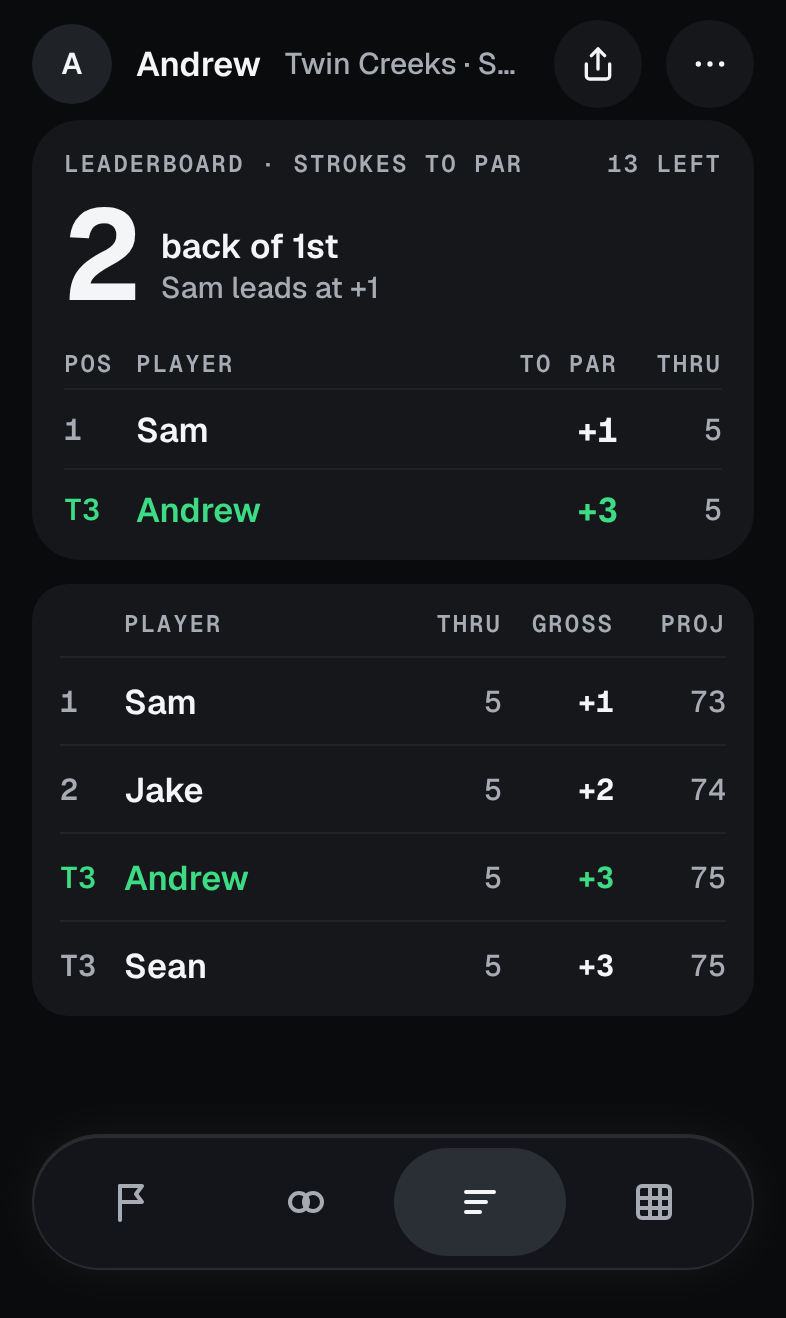 A Andrew Twin Creeks · S...
LEADERBOARD · STROKES TO PAR 13 LEFT
2 back of 1st
Sam leads at +1
POS PLAYER TO PAR THRU
1 Sam +1 5
T3 Andrew +3 5
PLAYER THRU GROSS PROJ
1 Sam 5 +1 73
2 Jake 5 +2 74
T3 Andrew 5 +3 75
T3 Sean 5 +3 75